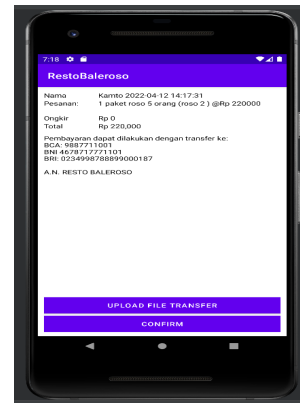 7:18
RestoBaleroso
Nama Kamto 2022-04-12 14:17:31
Pesanan: 1 paket roso 5 orang (roso 2 ) @Rp 220000
Ongkir Rp 0
Total Rp 220,000
Pembayaran dapat dilakukan dengan transfer ke:
BCA: 9887711001
BNI 4678717771101
BRI: 0234998788899000187
A.N. RESTO BALEROSO
UPLOAD FILE TRANSFER
CONFIRM